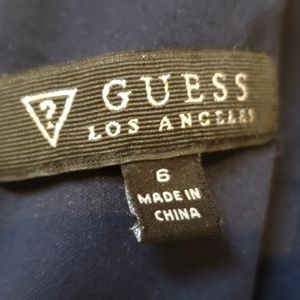 ?
GUESS
LOS ANGELES
6
MADE IN
CHINA